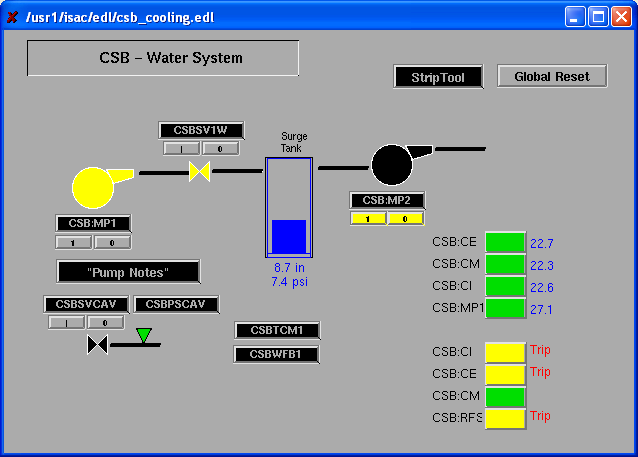 /usr1/isac/edl/csb_cooling.edl
CSB - Water System
StripTool
Global Reset
CSBSV1W
I 0
Surge
Tank
CSB:MP2
1 0
CSB:MP1
1 0
8.7 in
7.4 psi
"Pump Notes"
CSBSVCAV
CSBPSCAV
I 0
CSBTCM1
CSBWFB1
CSB:CE 22.7
CSB:CM 22.3
CSB:CI 22.6
CSB:MP1 27.1
CSB:CI Trip
CSB:CE Trip
CSB:CM
CSB:RFS Trip